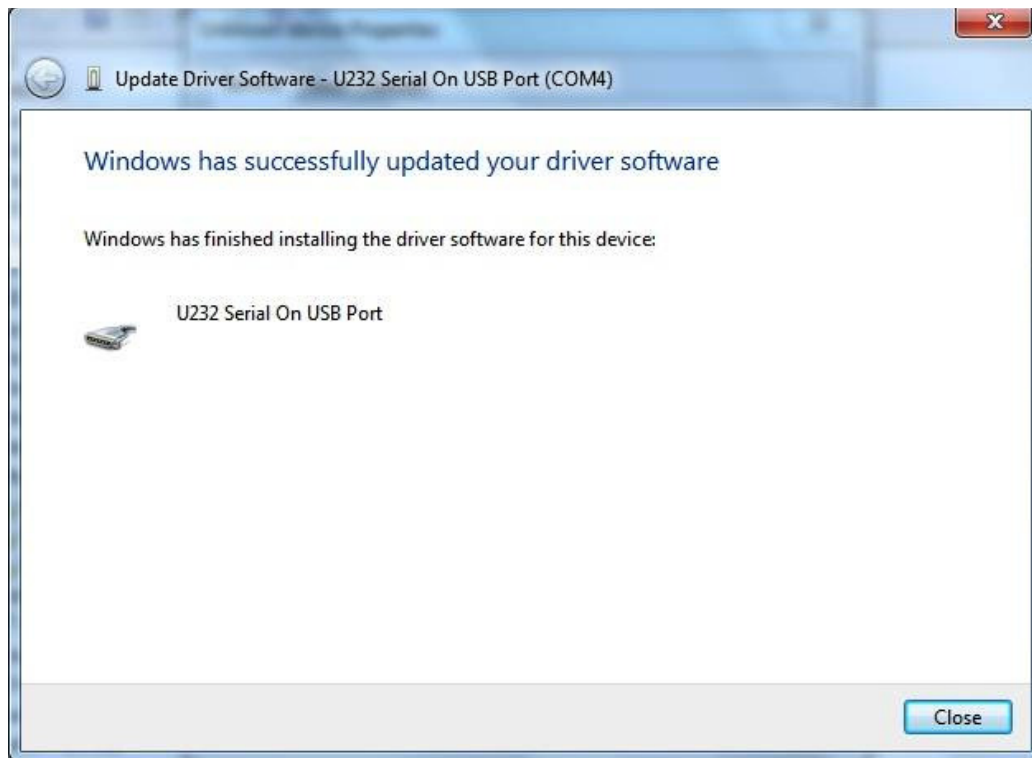 Update Driver Software - U232 Serial On USB Port (COM4)
Windows has successfully updated your driver software
Windows has finished installing the driver software for this device:
U232 Serial On USB Port
Close